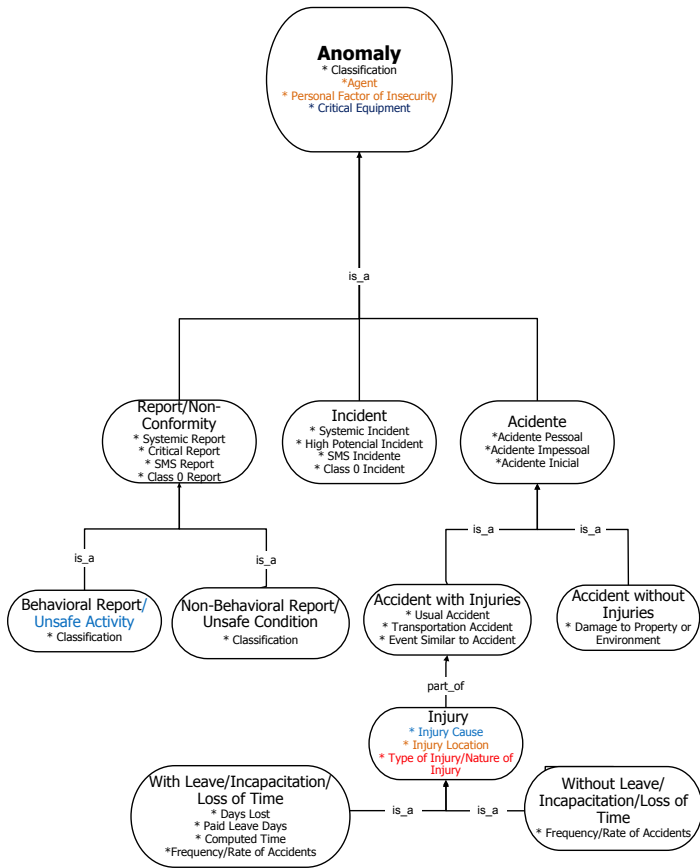 Anomaly
* Classification
*Agent
* Personal Factor of Insecurity
* Critical Equipment
is_a
Report/Non-
Conformity
* Systemic Report
* Critical Report
* SMS Report
* Class 0 Report
Incident
* Systemic Incident
* High Potencial Incident
* SMS Incidente
* Class 0 Incident
Acidente
*Acidente Pessoal
*Acidente Impessoal
*Acidente Inicial
is_a
is_a
is_a
is_a
Behavioral Report/
Unsafe Activity
* Classification
Non-Behavioral Report/
Unsafe Condition
* Classification
Accident with Injuries
* Usual Accident
* Transportation Accident
* Event Similar to Accident
Accident without
Injuries
* Damage to Property or
Environment
part_of
Injury
* Injury Cause
* Injury Location
* Type of Injury/Nature of
Injury
With Leave/Incapacitation/
Loss of Time
* Days Lost
* Paid Leave Days
* Computed Time
*Frequency/Rate of Accidents
is_a
is_a
Without Leave/
Incapacitation/Loss of
Time
* Frequency/Rate of Accidents